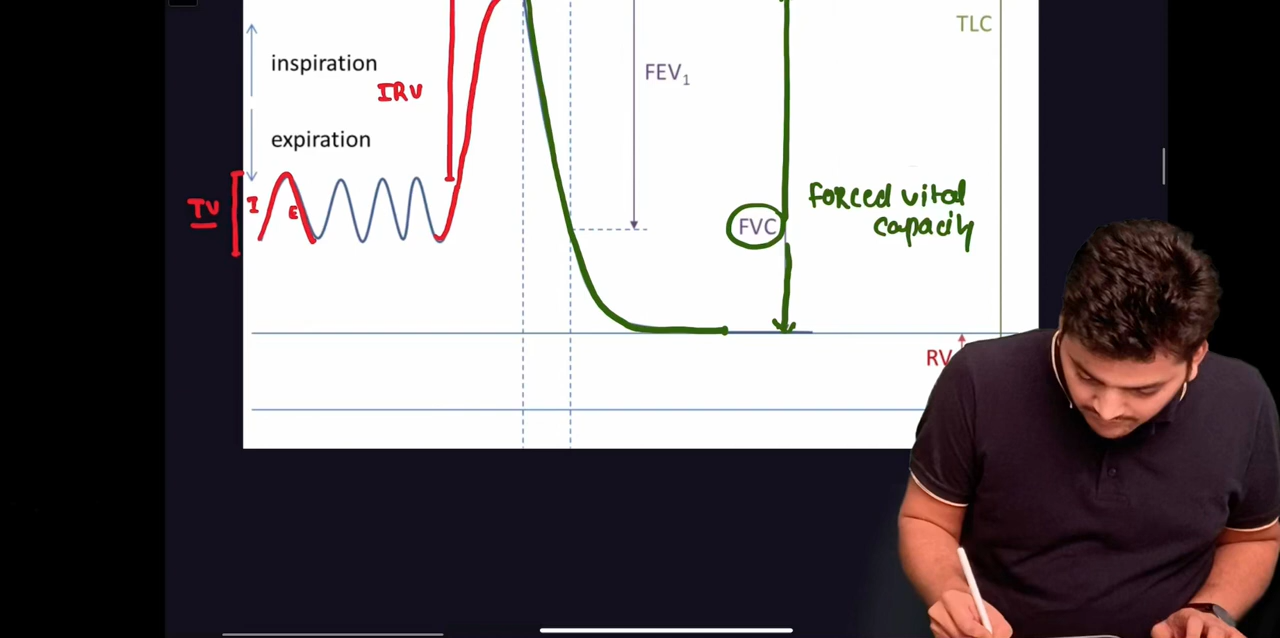 TLC
inspiration
FEV1
IRV
expiration
TV
I
E
Forced vital
capacity
FVC
RV